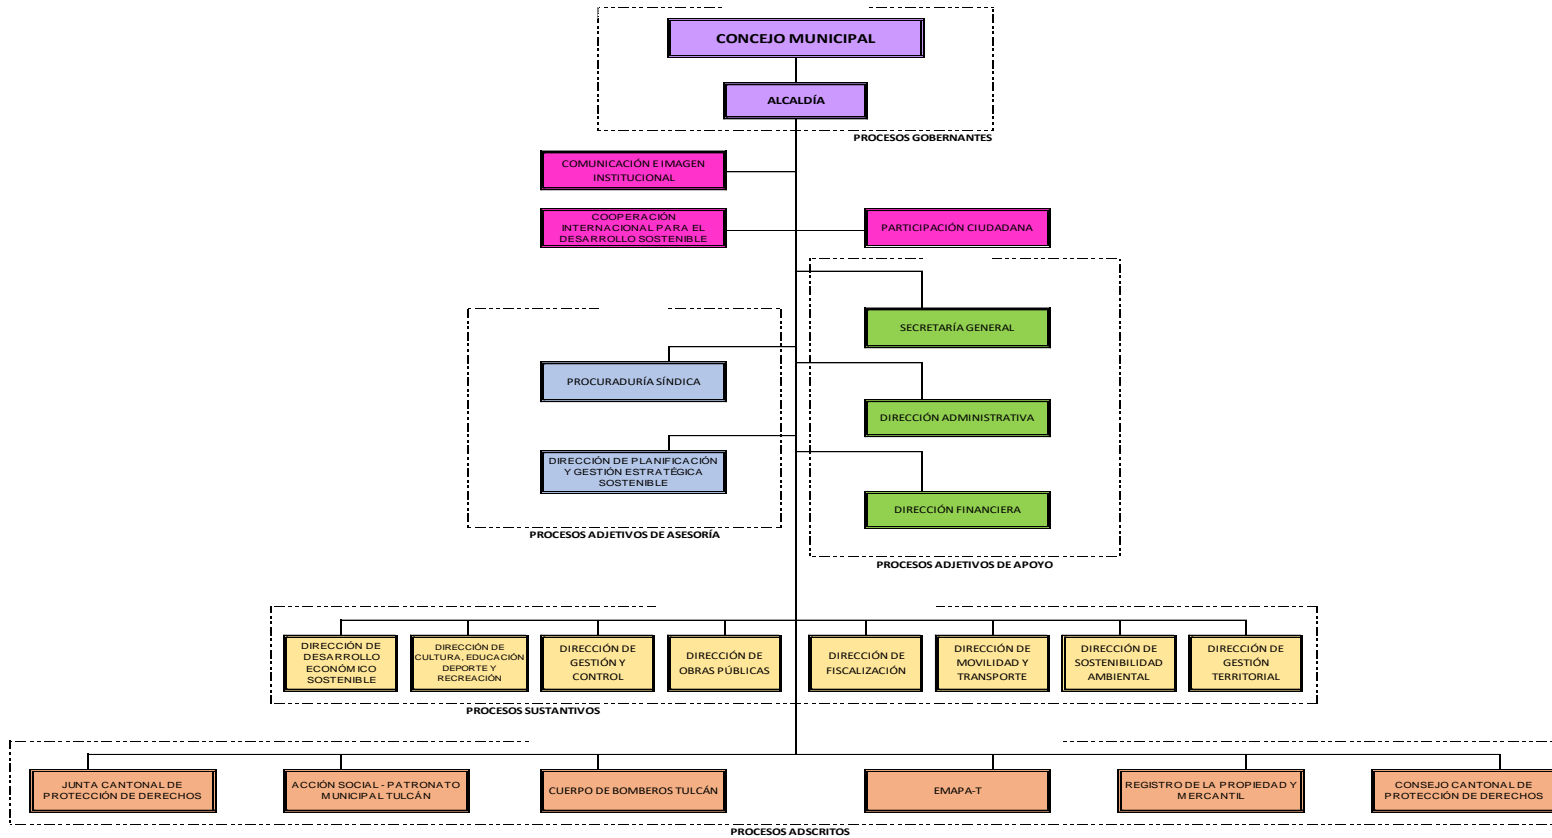 CONCEJO MUNICIPAL
ALCALDÍA
PROCESOS GOBERNANTES
COMUNICACIÓN E IMAGEN
INSTITUCIONAL
COOPERACIÓN
INTERNACIONAL PARA EL
DESARROLLO SOSTENIBLE
PARTICIPACIÓN CIUDADANA
SECRETARÍA GENERAL
PROCURADURÍA SÍNDICA
DIRECCIÓN ADMINISTRATIVA
DIRECCIÓN DE PLANIFICACIÓN
Y GESTIÓN ESTRATÉGICA
SOSTENIBLE
DIRECCIÓN FINANCIERA
PROCESOS ADJETIVOS DE ASESORÍA
PROCESOS ADJETIVOS DE APOYO
DIRECCIÓN DE
DESARROLLO
ECONÓMICO
SOSTENIBLE
DIRECCIÓN DE
CULTURA, EDUCACIÓN
DEPORTE Y
RECREACIÓN
DIRECCIÓN DE
GESTIÓN Y
CONTROL
DIRECCIÓN DE
OBRAS PÚBLICAS
DIRECCIÓN DE
FISCALIZACIÓN
DIRECCIÓN DE
MOVILIDAD Y
TRANSPORTE
DIRECCIÓN DE
SOSTENIBILIDAD
AMBIENTAL
DIRECCIÓN DE
GESTIÓN
TERRITORIAL
PROCESOS SUSTANTIVOS
JUNTA CANTONAL DE
PROTECCIÓN DE DERECHOS
ACCIÓN SOCIAL - PATRONATO
MUNICIPAL TULCÁN
CUERPO DE BOMBEROS TULCÁN
EMAPA-T
REGISTRO DE LA PROPIEDAD Y
MERCANTIL
CONSEJO CANTONAL DE
PROTECCIÓN DE DERECHOS
PROCESOS ADSCRITOS